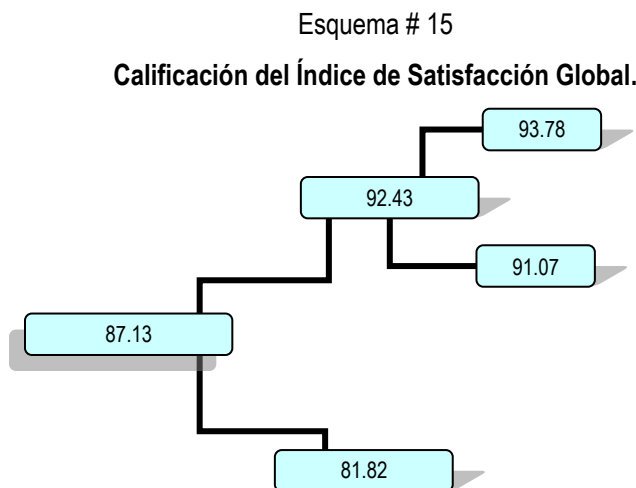 Esquema # 15
Calificación del Índice de Satisfacción Global.
93.78
92.43
91.07
87.13
81.82